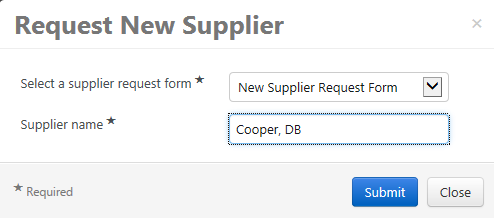 Request New Supplier ×
Select a supplier request form ★ New Supplier Request Form
Supplier name ★ Cooper, DB
★ Required Submit Close